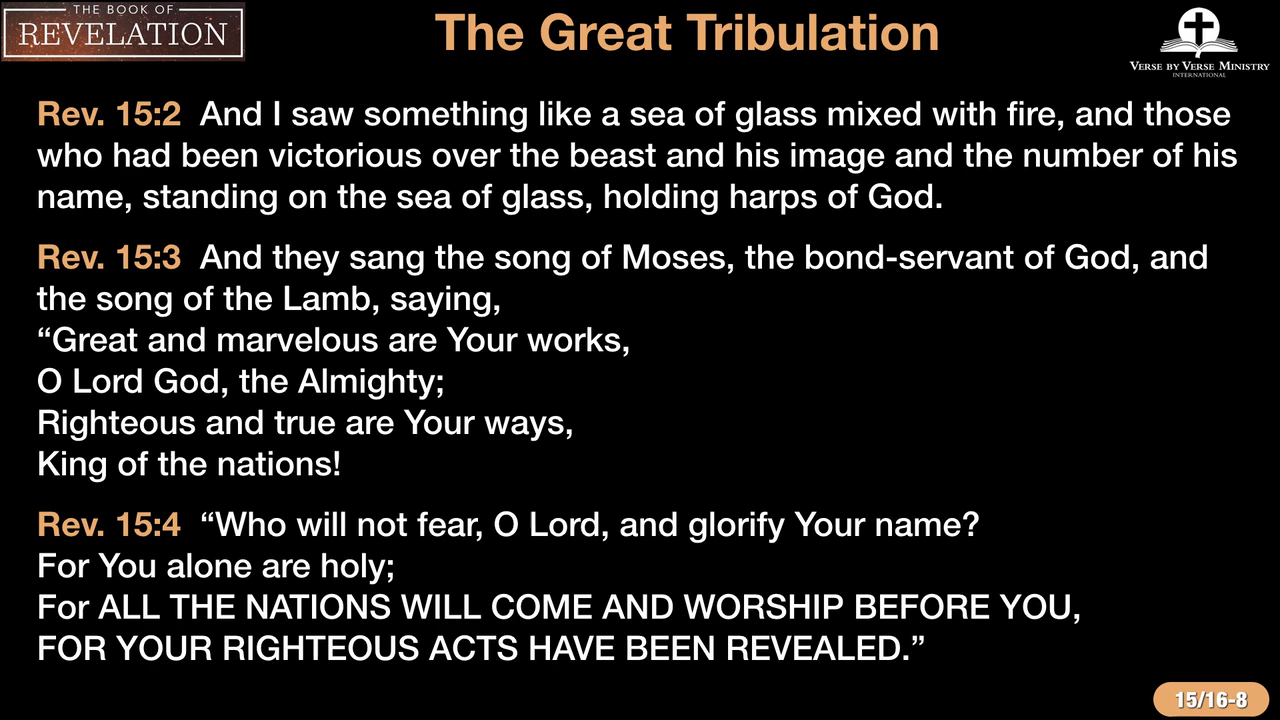 THE BOOK OF
REVELATION
The Great Tribulation
VERSE BY VERSE MINISTRY
INTERNATIONAL
Rev. 15:2 And I saw something like a sea of glass mixed with fire, and those
who had been victorious over the beast and his image and the number of his
name, standing on the sea of glass, holding harps of God.
Rev. 15:3 And they sang the song of Moses, the bond-servant of God, and
the song of the Lamb, saying,
“Great and marvelous are Your works,
O Lord God, the Almighty;
Righteous and true are Your ways,
King of the nations!
Rev. 15:4 “Who will not fear, O Lord, and glorify Your name?
For You alone are holy;
For ALL THE NATIONS WILL COME AND WORSHIP BEFORE YOU,
FOR YOUR RIGHTEOUS ACTS HAVE BEEN REVEALED.”
15/16-8